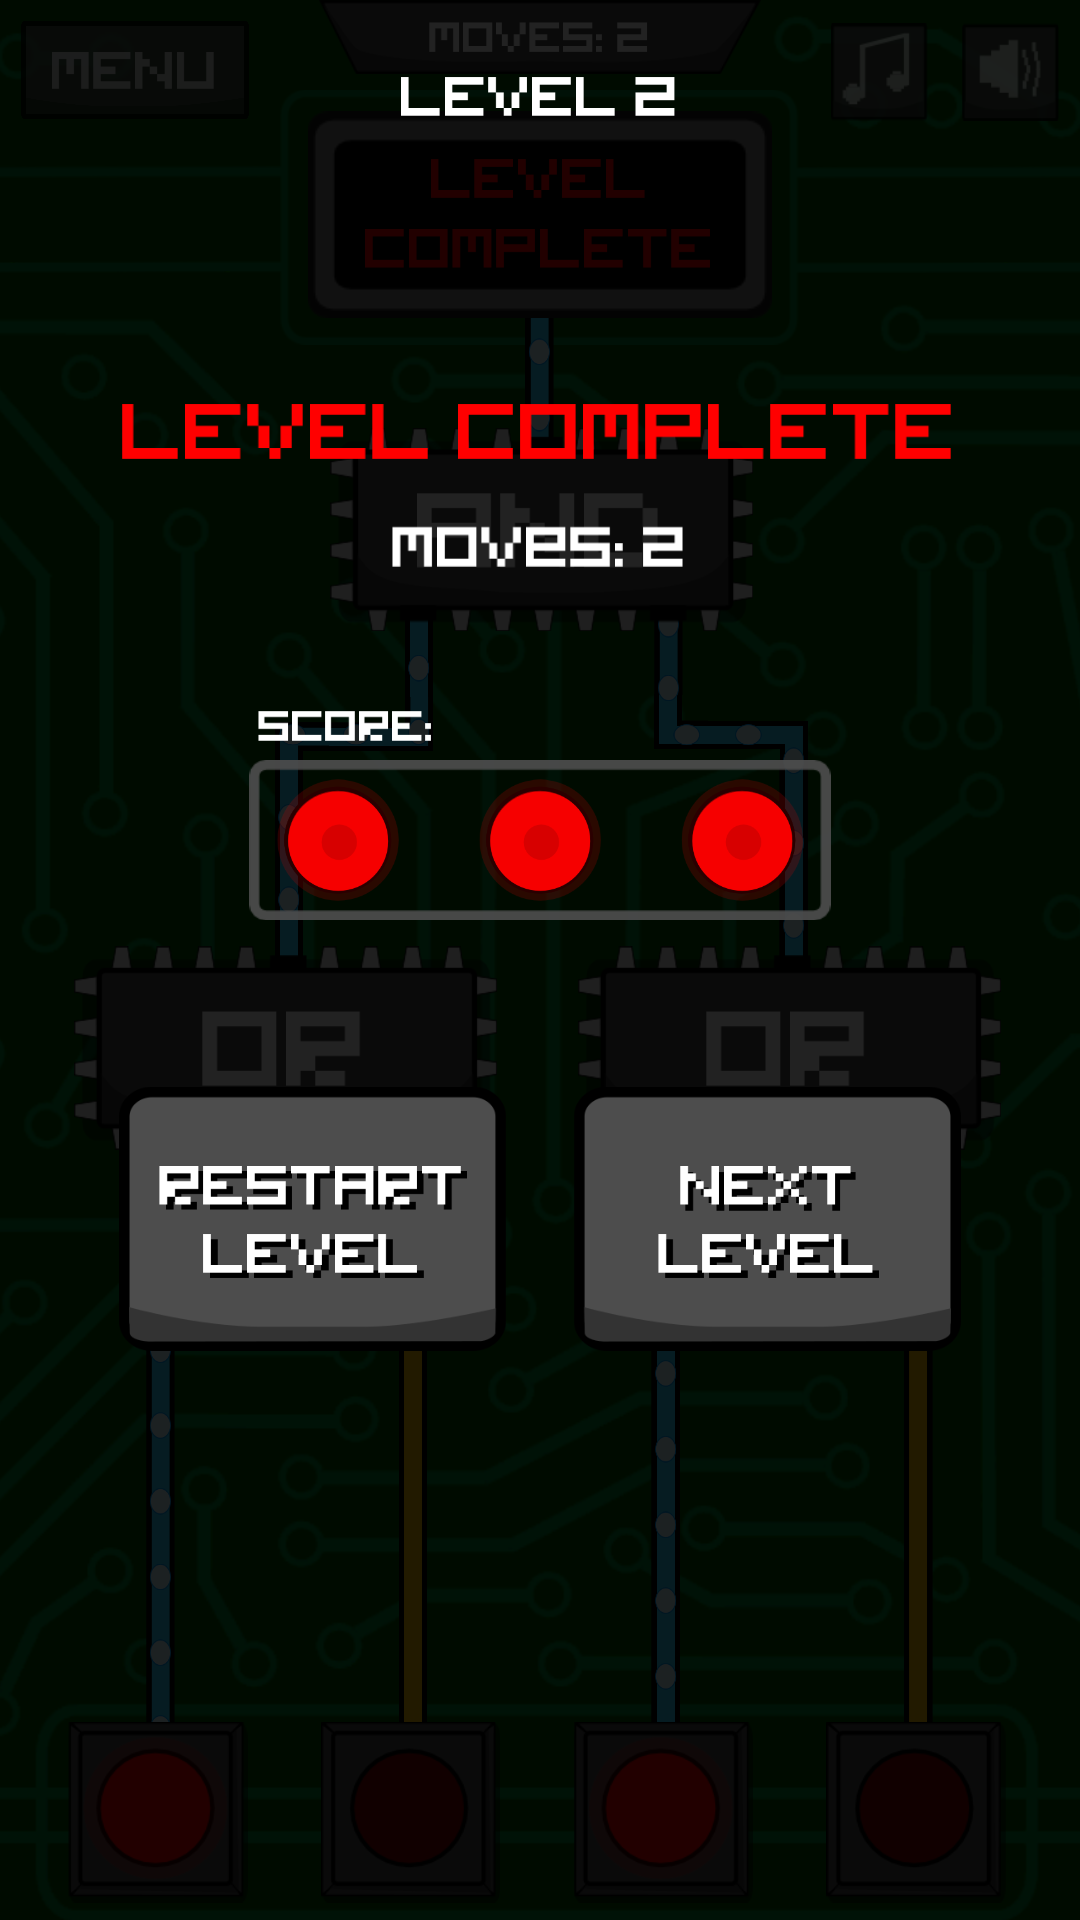 MENU
MOVES: 2
LEVEL 2
LEVEL
COMPLETE
LEVEL COMPLETE
AND
MOVES: 2
SCORE:
OR
OR
RESTART
LEVEL
NEXT
LEVEL